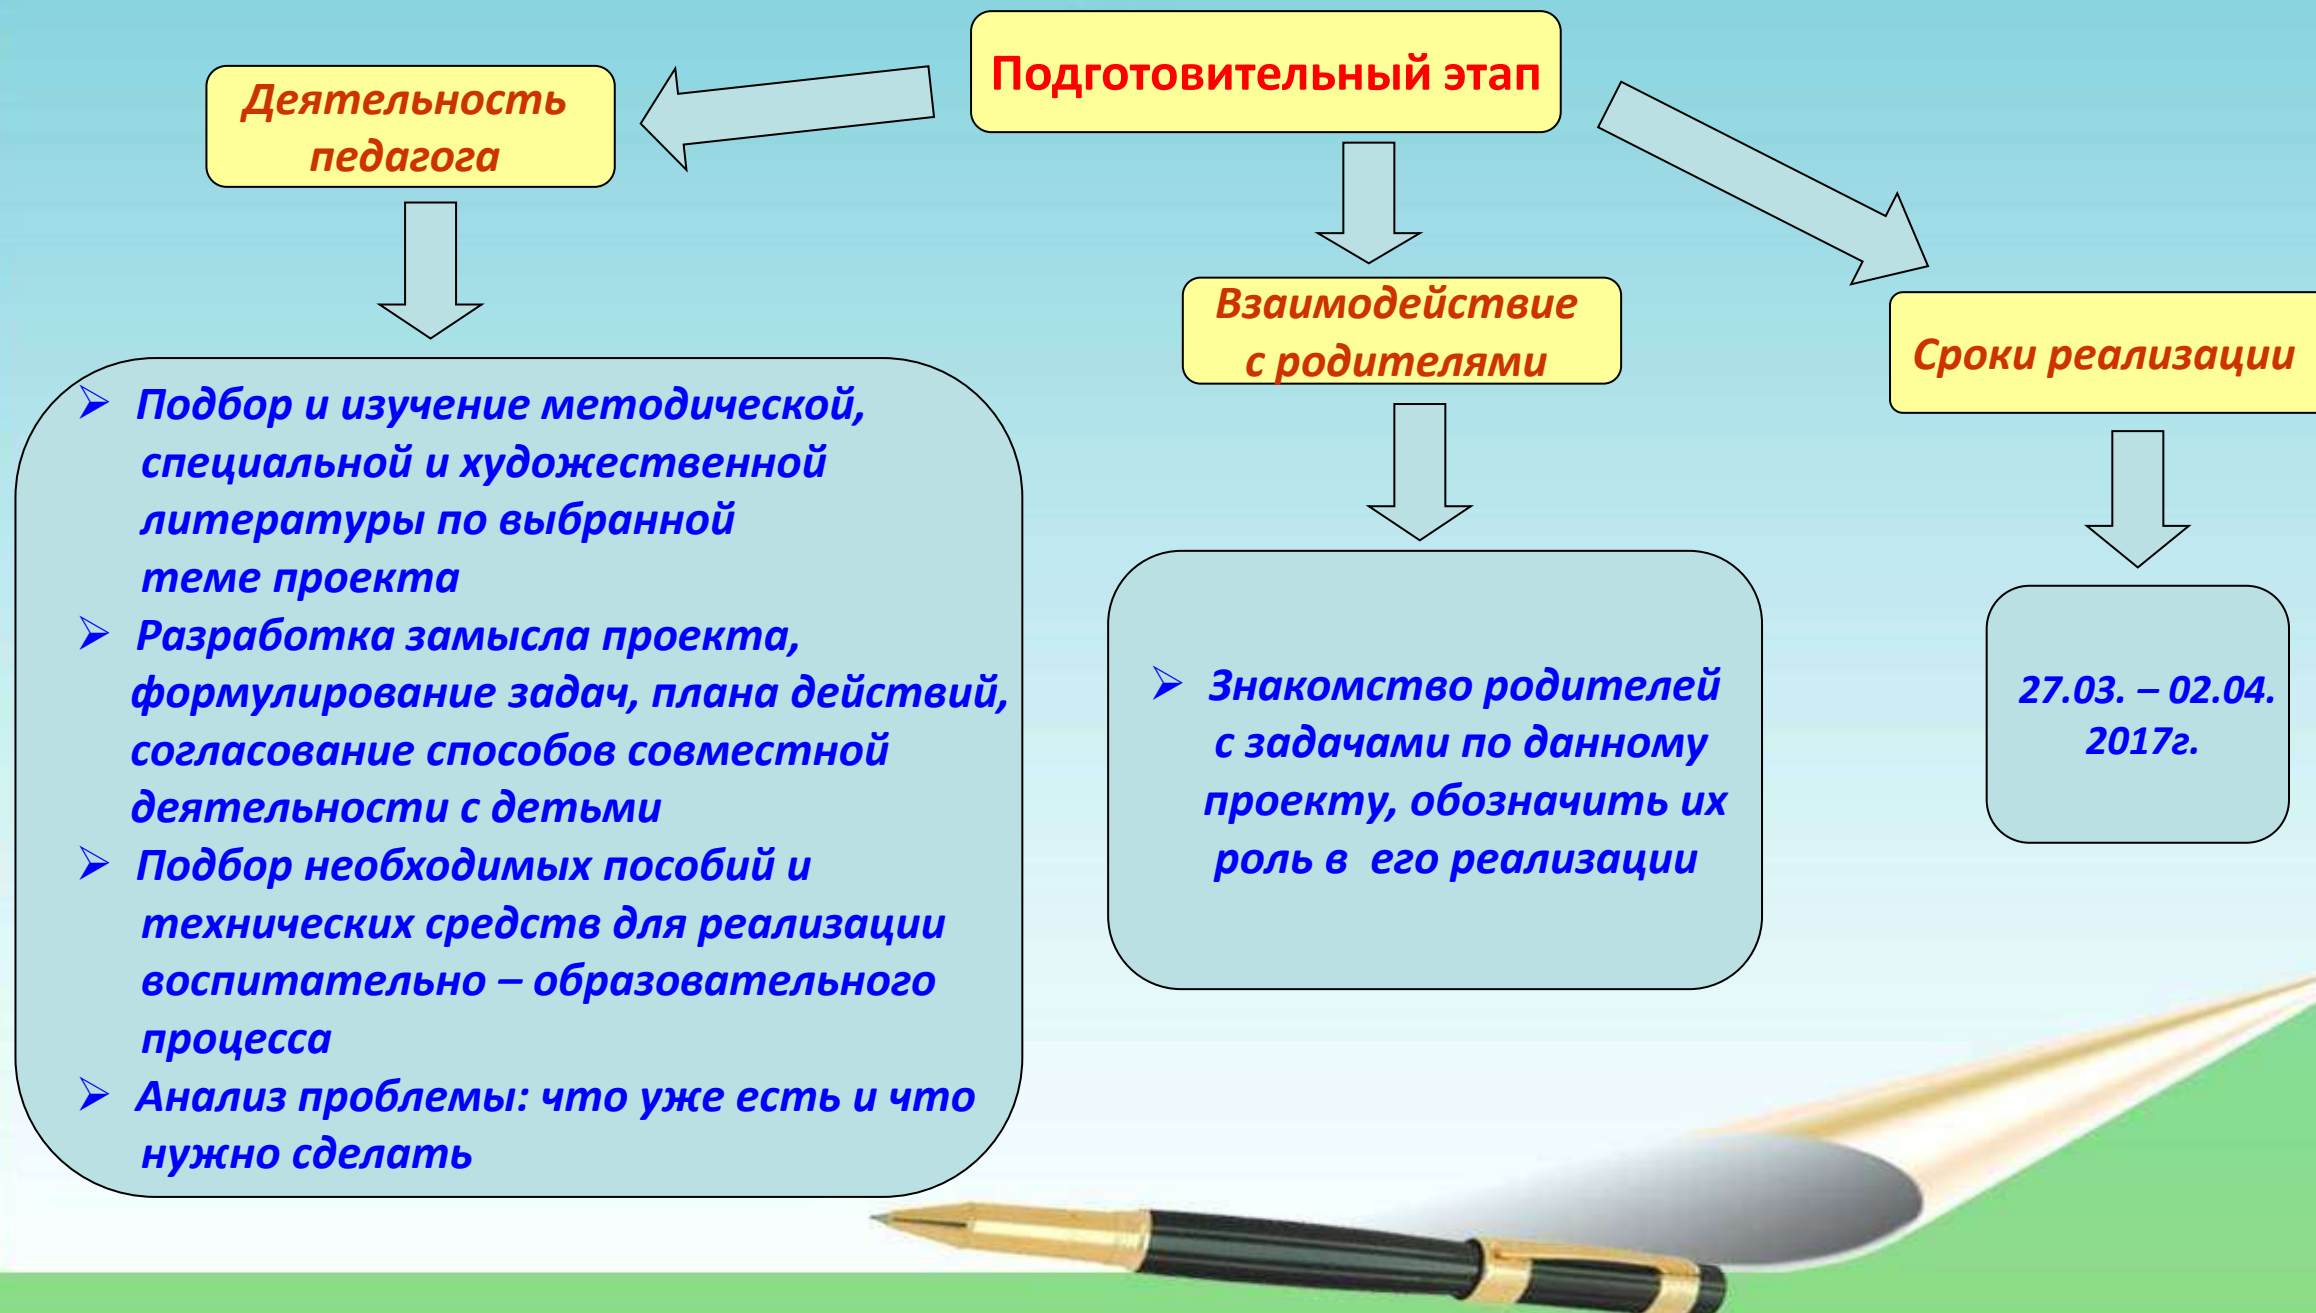 Подготовительный этап
Деятельность
педагога
➢ Подбор и изучение методической,
специальной и художественной
литературы по выбранной
теме проекта
➢ Разработка замысла проекта,
формулирование задач, плана действий,
согласование способов совместной
деятельности с детьми
➢ Подбор необходимых пособий и
технических средств для реализации
воспитательно – образовательного
процесса
➢ Анализ проблемы: что уже есть и что
нужно сделать
Взаимодействие
с родителями
➢ Знакомство родителей
с задачами по данному
проекту, обозначить их
роль в его реализации
Сроки реализации
27.03. – 02.04.
2017г.